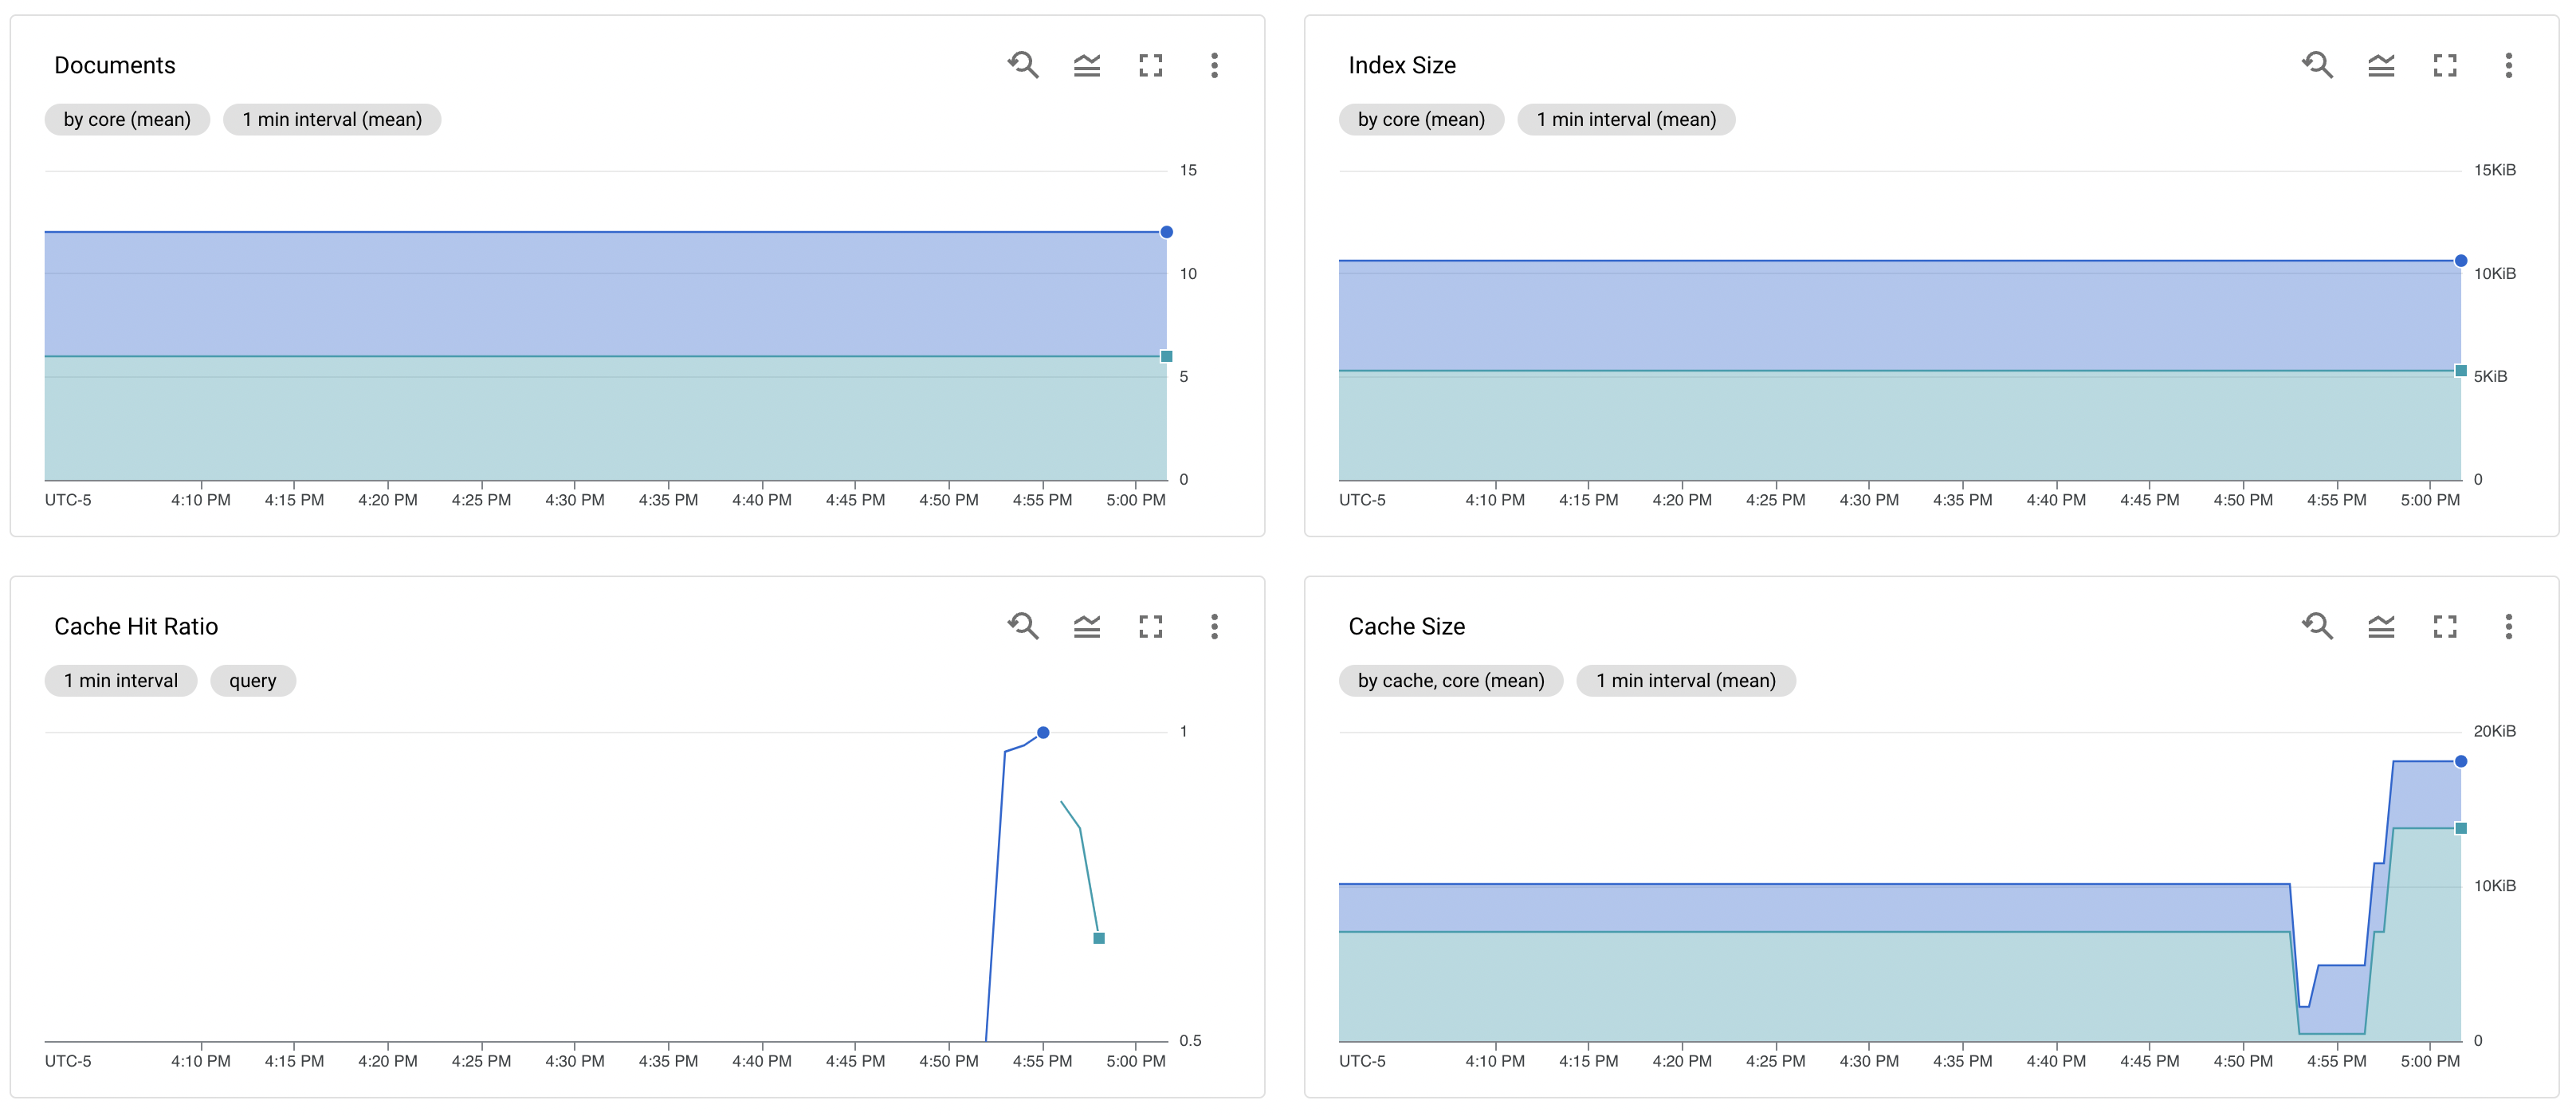 Documents
by core (mean) 1 min interval (mean)
15
10
5
0
UTC-5 4:10 PM 4:15 PM 4:20 PM 4:25 PM 4:30 PM 4:35 PM 4:40 PM 4:45 PM 4:50 PM 4:55 PM 5:00 PM
Index Size
by core (mean) 1 min interval (mean)
15KiB
10KiB
5KiB
0
UTC-5 4:10 PM 4:15 PM 4:20 PM 4:25 PM 4:30 PM 4:35 PM 4:40 PM 4:45 PM 4:50 PM 4:55 PM 5:00 PM
Cache Hit Ratio
1 min interval query
1
0.5
UTC-5 4:10 PM 4:15 PM 4:20 PM 4:25 PM 4:30 PM 4:35 PM 4:40 PM 4:45 PM 4:50 PM 4:55 PM 5:00 PM
Cache Size
by cache, core (mean) 1 min interval (mean)
20KiB
10KiB
0
UTC-5 4:10 PM 4:15 PM 4:20 PM 4:25 PM 4:30 PM 4:35 PM 4:40 PM 4:45 PM 4:50 PM 4:55 PM 5:00 PM